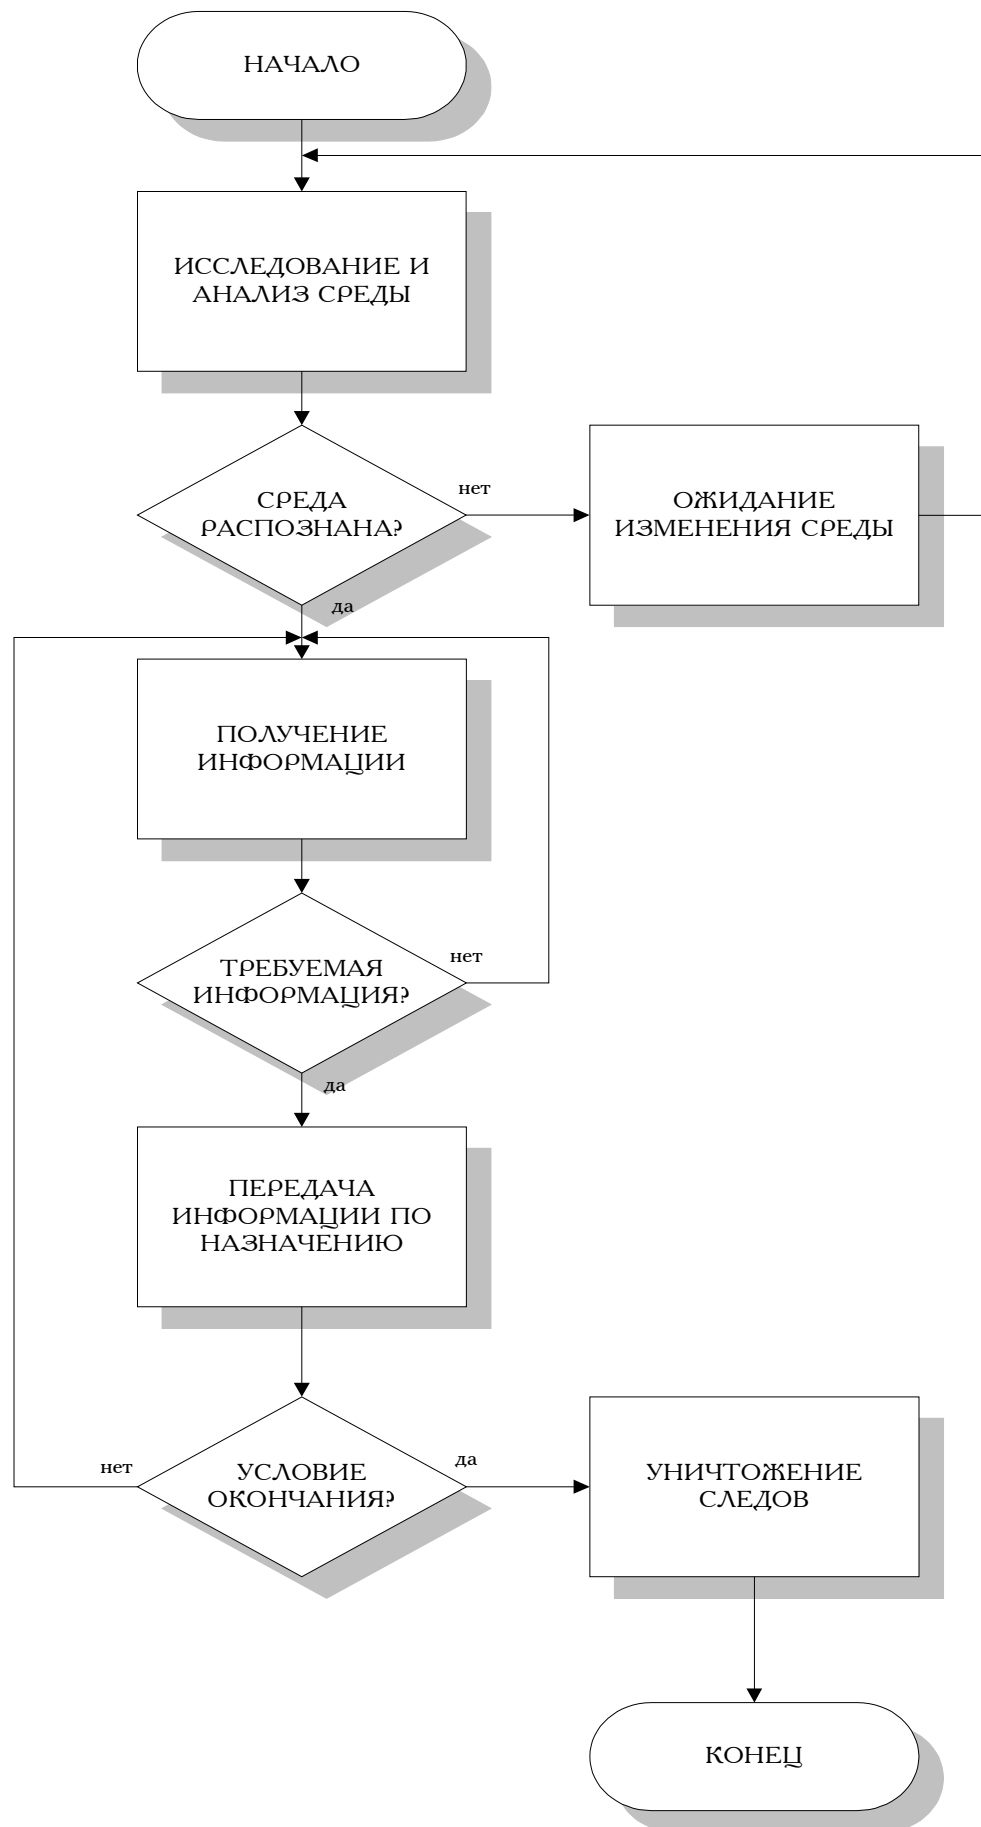 НАЧАЛО
ИССЛЕДОВАНИЕ И
АНАЛИЗ СРЕДЫ
СРЕДА
РАСПОЗНАНА?
нет
ОЖИДАНИЕ
ИЗМЕНЕНИЯ СРЕДЫ
да
ПОЛУЧЕНИЕ
ИНФОРМАЦИИ
ТРЕБУЕМАЯ
ИНФОРМАЦИЯ?
нет
да
ПЕРЕДАЧА
ИНФОРМАЦИИ ПО
НАЗНАЧЕНИЮ
нет
УСЛОВИЕ
ОКОНЧАНИЯ?
да
УНИЧТОЖЕНИЕ
СЛЕДОВ
КОНЕЦ